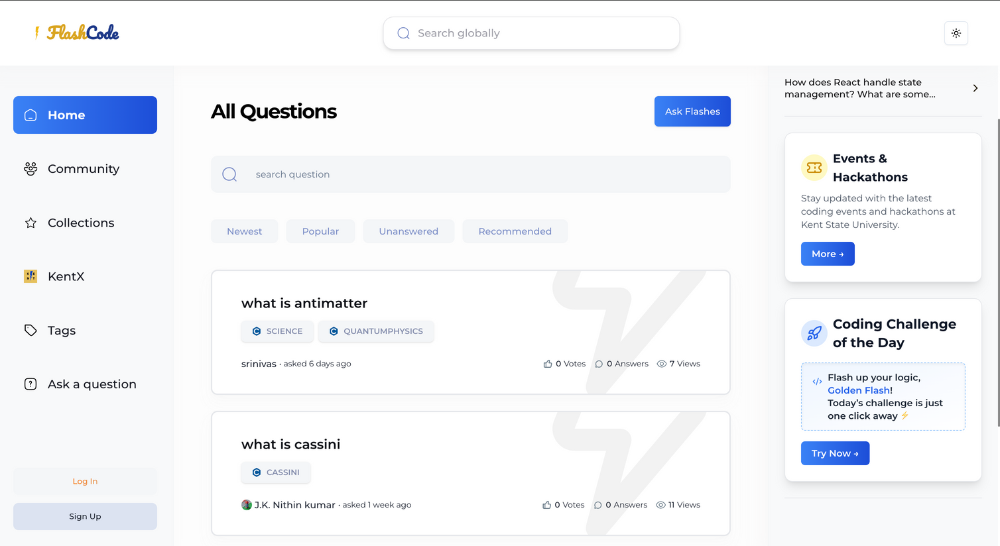 FlashCode
Search globally
Home
Community
Collections
KentX
Tags
Ask a question
Log In
Sign Up
All Questions
Ask Flashes
search question
Newest
Popular
Unanswered
Recommended
what is antimatter
SCIENCE
QUANTUMPHYSICS
srinivas · asked 6 days ago
0 Votes
0 Answers
7 Views
what is cassini
CASSINI
J.K. Nithin kumar · asked 1 week ago
0 Votes
0 Answers
11 Views
How does React handle state
management? What are some...
Events &
Hackathons
Stay updated with the latest
coding events and hackathons at
Kent State University.
More →
Coding Challenge
of the Day
</> Flash up your logic,
Golden Flash!
Today's challenge is just
one click away ⚡
Try Now →